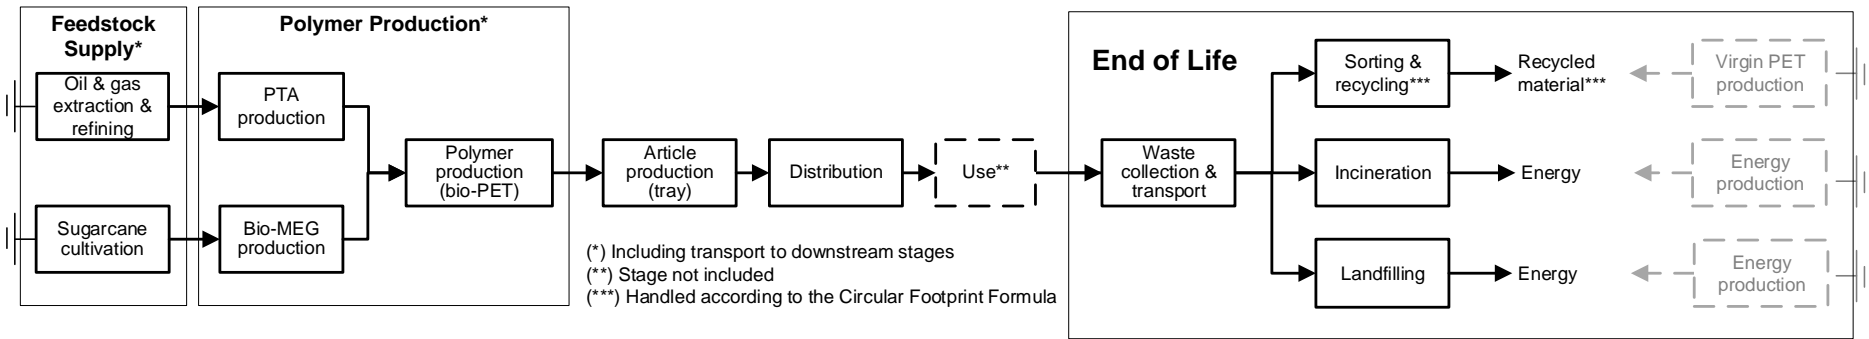 Feedstock
Supply*
Oil & gas
extraction &
refining
Sugarcane
cultivation
Polymer Production*
PTA
production
Bio-MEG
production
Polymer
production
(bio-PET)
Article
production
(tray)
Distribution
Use**
(*) Including transport to downstream stages
(**) Stage not included
(***) Handled according to the Circular Footprint Formula
End of Life
Waste
collection &
transport
Sorting &
recycling***
Recycled
material***
Virgin PET
production
Incineration
Energy
Energy
production
Landfilling
Energy
Energy
production